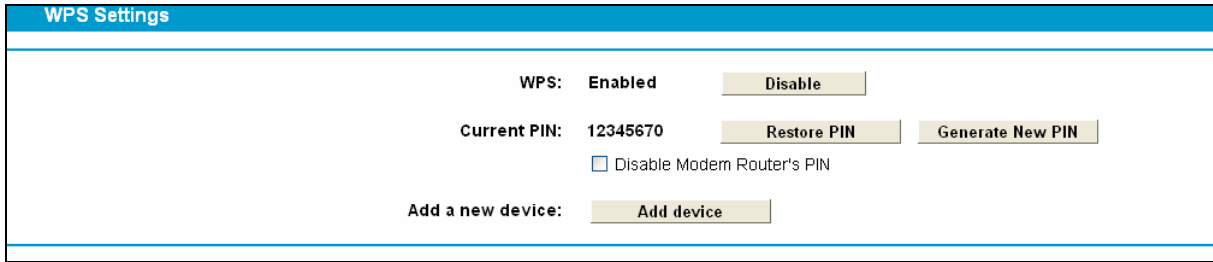 WPS Settings
WPS: Enabled Disable
Current PIN: 12345670 Restore PIN Generate New PIN
Disable Modem Router's PIN
Add a new device: Add device